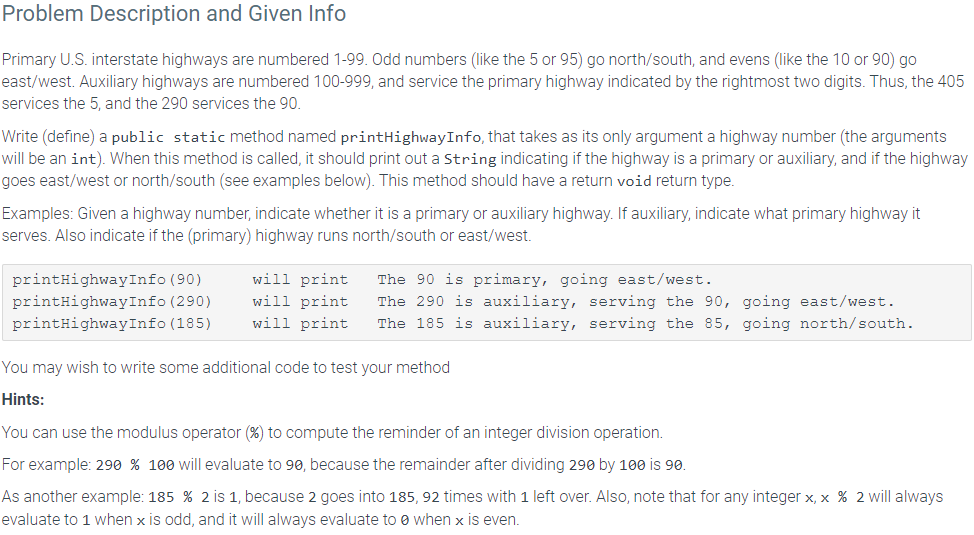 Problem Description and Given Info
Primary U.S. interstate highways are numbered 1-99. Odd numbers (like the 5 or 95) go north/south, and evens (like the 10 or 90) go
east/west. Auxiliary highways are numbered 100-999, and service the primary highway indicated by the rightmost two digits. Thus, the 405
services the 5, and the 290 services the 90.
Write (define) a public static method named printHighwayInfo, that takes as its only argument a highway number (the arguments
will be an int). When this method is called, it should print out a String indicating if the highway is a primary or auxiliary, and if the highway
goes east/west or north/south (see examples below). This method should have a return void return type.
Examples: Given a highway number, indicate whether it is a primary or auxiliary highway. If auxiliary, indicate what primary highway it
serves. Also indicate if the (primary) highway runs north/south or east/west.
printHighwayInfo(90) will print The 90 is primary, going east/west.
printHighwayInfo(290) will print The 290 is auxiliary, serving the 90, going east/west.
printHighwayInfo(185) will print The 185 is auxiliary, serving the 85, going north/south.
You may wish to write some additional code to test your method
Hints:
You can use the modulus operator (%) to compute the reminder of an integer division operation.
For example: 290 % 100 will evaluate to 90, because the remainder after dividing 290 by 100 is 90.
As another example: 185 % 2 is 1, because 2 goes into 185, 92 times with 1 left over. Also, note that for any integer x, x % 2 will always
evaluate to 1 when x is odd, and it will always evaluate to 0 when x is even.